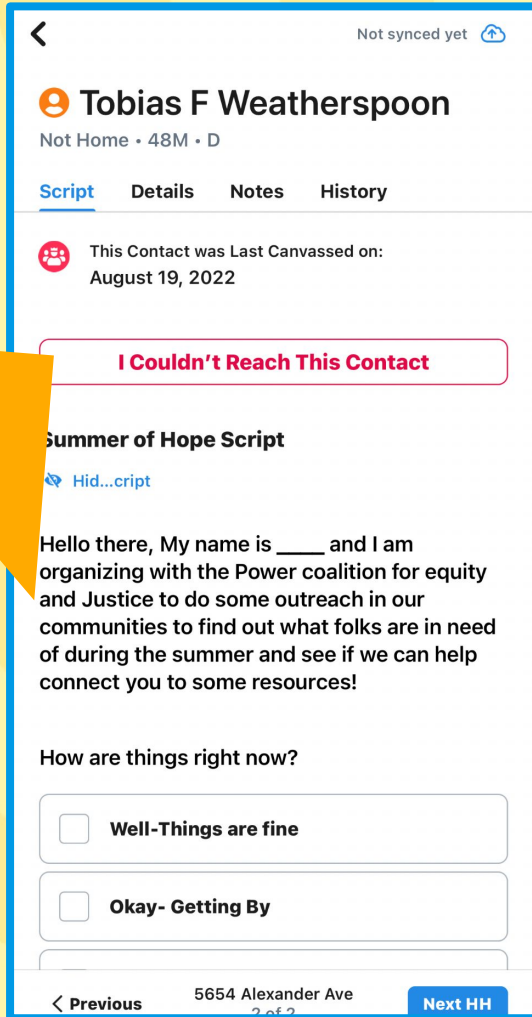 Not synced yet
Tobias F Weatherspoon
Not Home • 48M • D
Script Details Notes History
This Contact was Last Canvassed on:
August 19, 2022
I Couldn't Reach This Contact
Summer of Hope Script
Hid...cript
Hello there, My name is _____ and I am
organizing with the Power coalition for equity
and Justice to do some outreach in our
communities to find out what folks are in need
of during the summer and see if we can help
connect you to some resources!
How are things right now?
Well-Things are fine
Okay- Getting By
Previous 5654 Alexander Ave Next HH
2 of 2